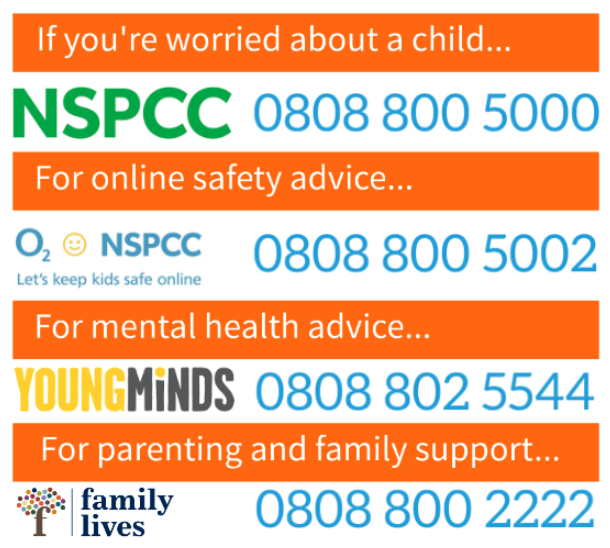 If you're worried about a child...
NSPCC 0808 800 5000
For online safety advice...
O2 NSPCC 0808 800 5002
Let's keep kids safe online
For mental health advice...
YOUNGMiNDS 0808 802 5544
For parenting and family support...
family 0808 800 2222
lives